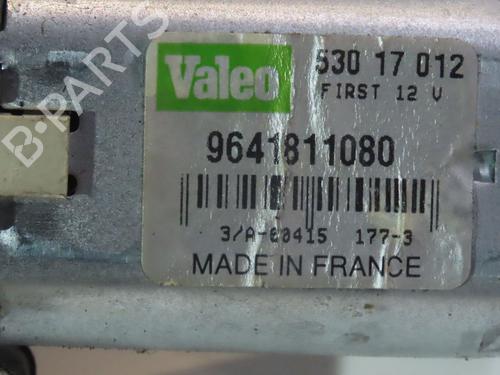 B-PARTS
Valeo
530 17 012
FIRST 12 V
9641811080
3/A-00415 177-3
MADE IN FRANCE